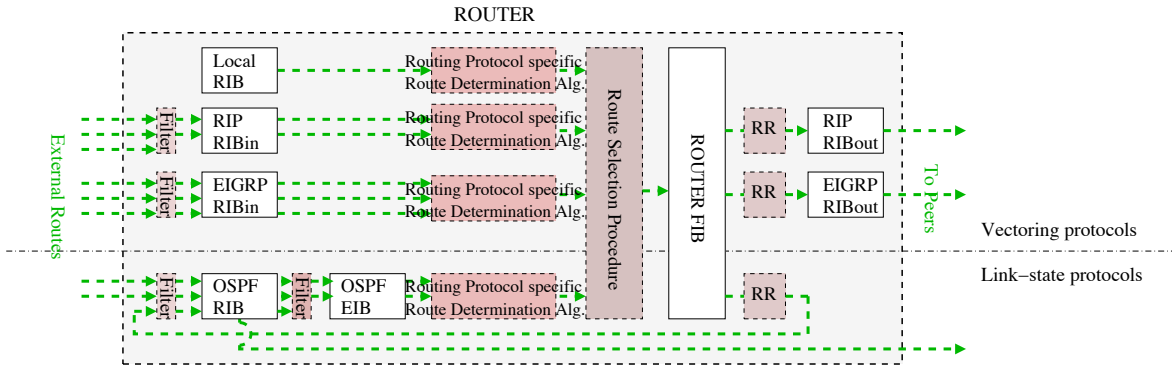 ROUTER
Local
RIB
Routing Protocol specific
Route Determination Alg.
External Routes
Filter
RIP
RIBin
Routing Protocol specific
Route Determination Alg.
Filter
EIGRP
RIBin
Routing Protocol specific
Route Determination Alg.
Filter
OSPF
RIB
Filter
OSPF
EIB
Routing Protocol specific
Route Determination Alg.
Route Selection Procedure
ROUTER FIB
RR
RIP
RIBout
RR
EIGRP
RIBout
RR
To Peers
Vectoring protocols
Link−state protocols